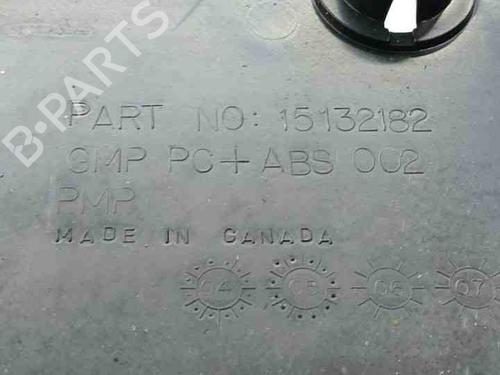 B-PARTS
PART NO: 15132182
GMP PC+ABS 002
PMP
MADE IN CANADA
04 05 06 07